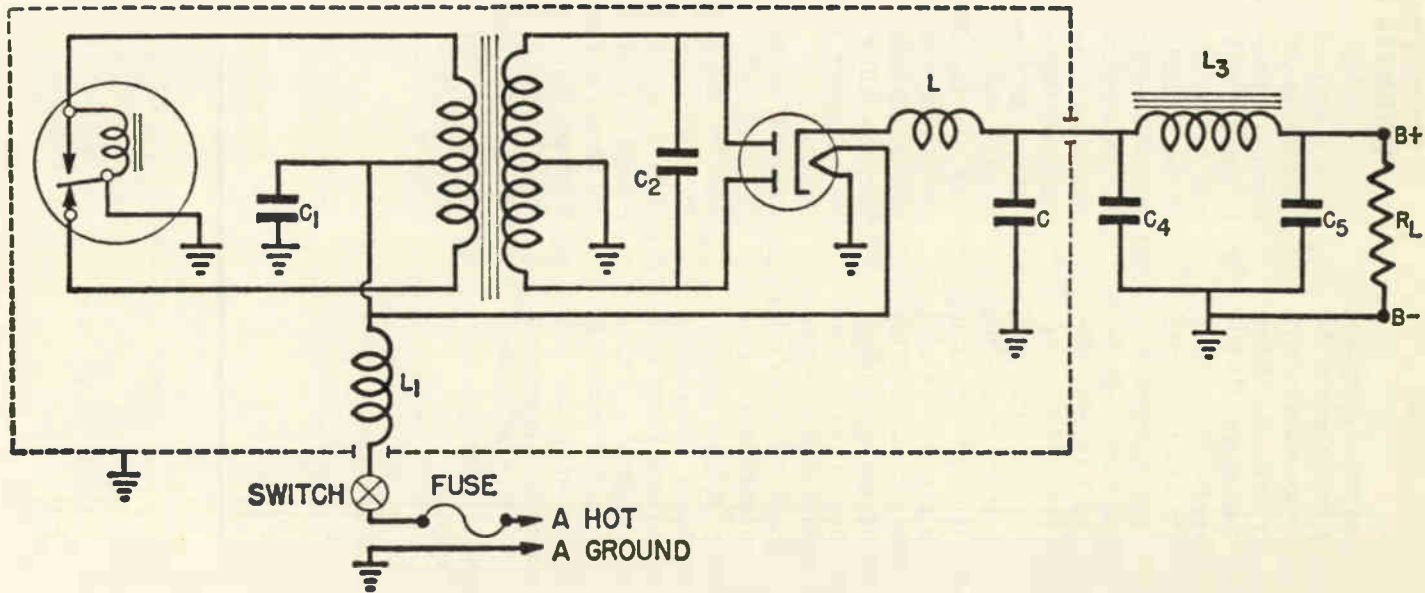 L3
L
B+
C1
C2
C
C4
C5
RL
B-
L1
SWITCH
FUSE
A HOT
A GROUND